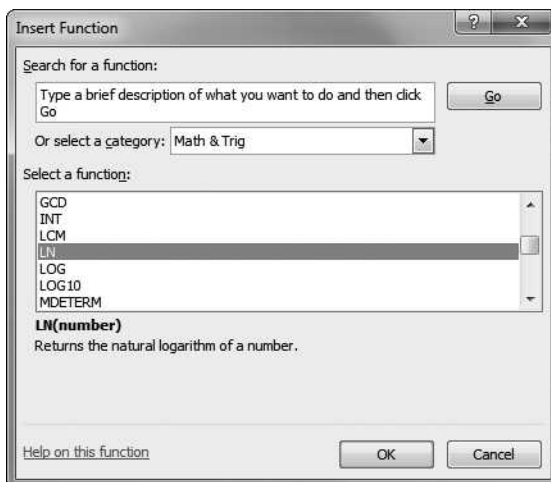 Insert Function
Search for a function:
Type a brief description of what you want to do and then click
Go
Go
Or select a category: Math & Trig
Select a function:
GCD
INT
LCM
LN
LOG
LOG10
MDETERM
LN(number)
Returns the natural logarithm of a number.
Help on this function
OK
Cancel